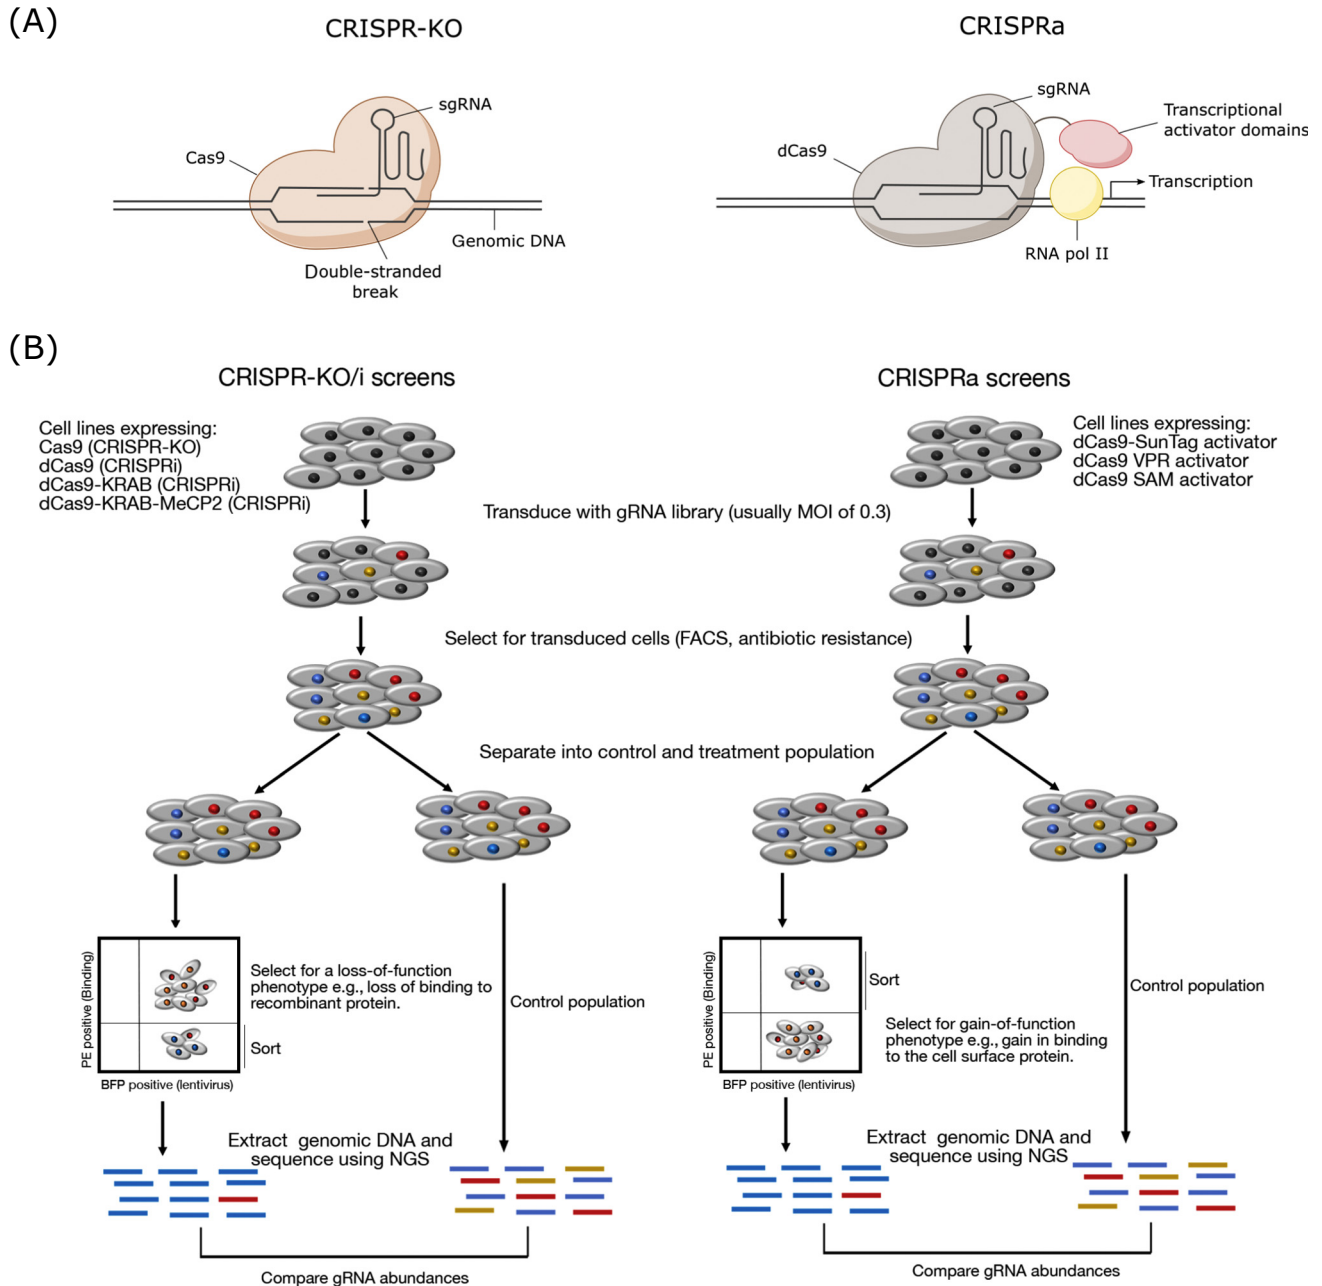 (A)
CRISPR-KO
CRISPRa
sgRNA
Cas9
Genomic DNA
Double-stranded
break
sgRNA
dCas9
Transcriptional
activator domains
Transcription
RNA pol II
(B)
CRISPR-KO/i screens
CRISPRa screens
Cell lines expressing:
Cas9 (CRISPR-KO)
dCas9 (CRISPRi)
dCas9-KRAB (CRISPRi)
dCas9-KRAB-MeCP2 (CRISPRi)
Cell lines expressing:
dCas9-SunTag activator
dCas9 VPR activator
dCas9 SAM activator
Transduce with gRNA library (usually MOI of 0.3)
Select for transduced cells (FACS, antibiotic resistance)
Separate into control and treatment population
PE positive (Binding)
BFP positive (lentivirus)
Select for a loss-of-function
phenotype e.g., loss of binding to
recombinant protein.
Sort
Control population
PE positive (Binding)
BFP positive (lentivirus)
Sort
Select for gain-of-function
phenotype e.g., gain in binding
to the cell surface protein.
Control population
Extract genomic DNA and
sequence using NGS
Extract genomic DNA and
sequence using NGS
Compare gRNA abundances
Compare gRNA abundances